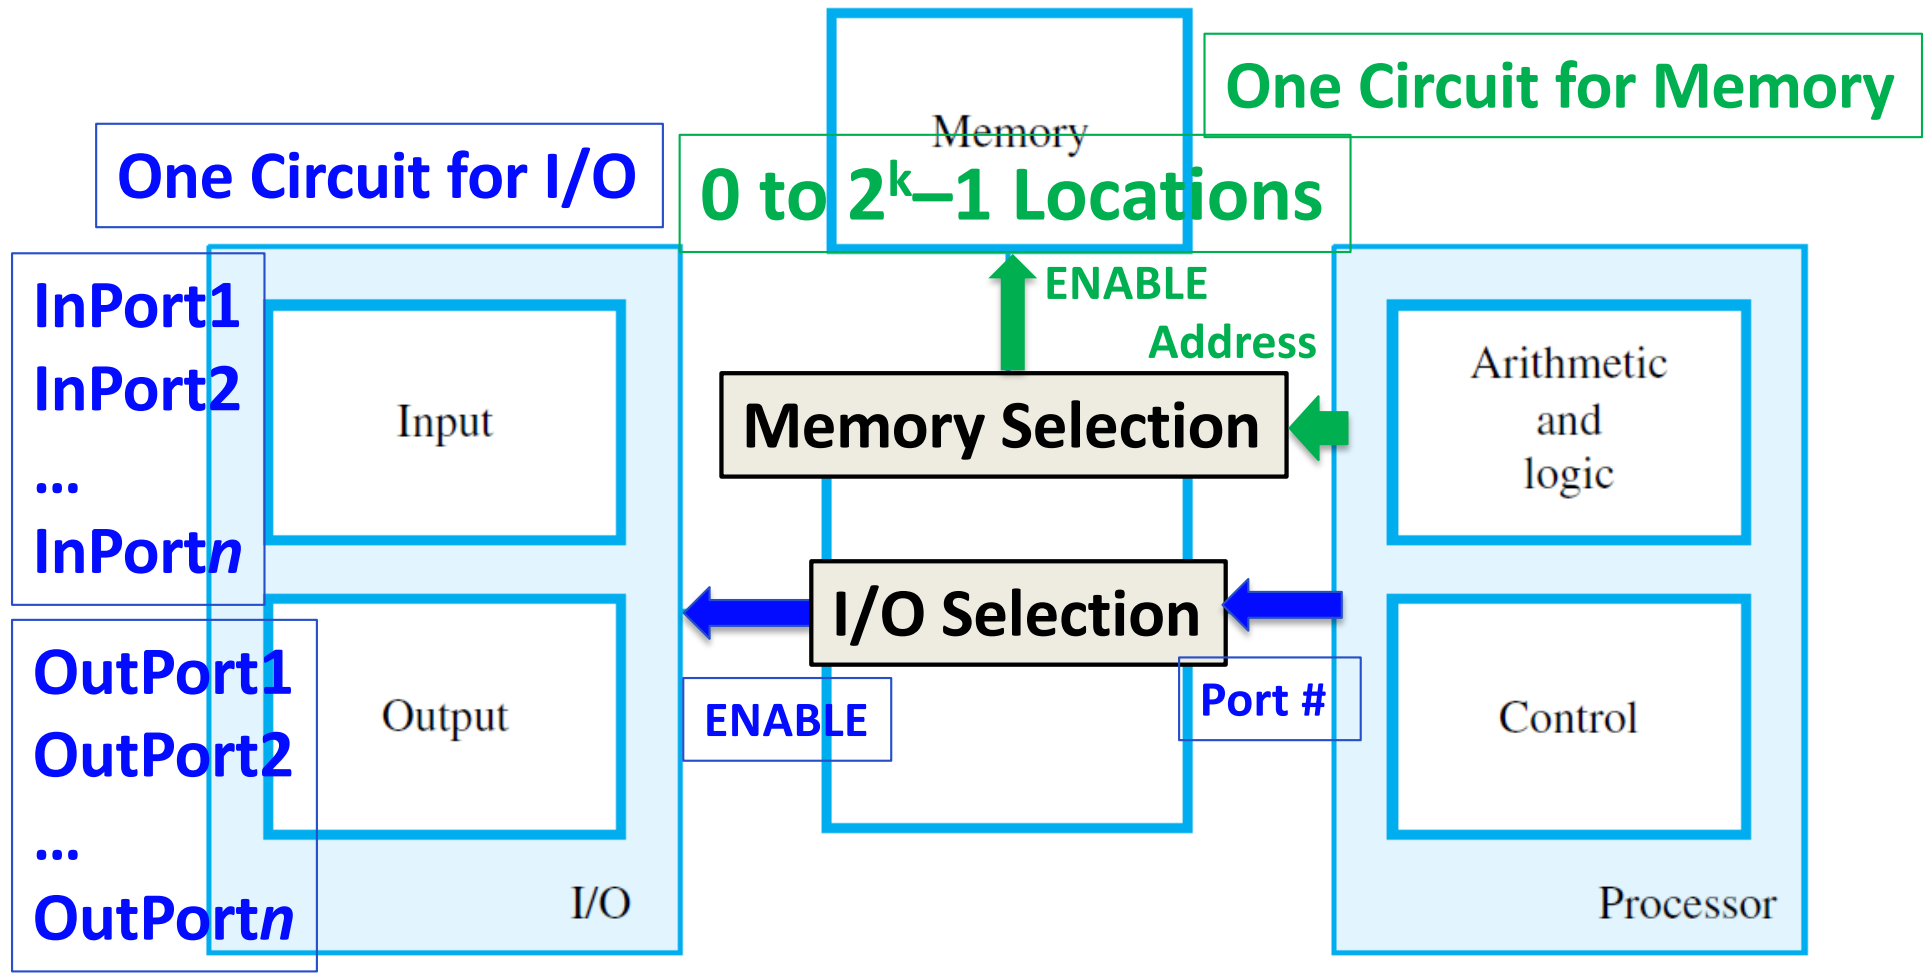 One Circuit for Memory
Memory
One Circuit for I/O
0 to 2ᵏ–1 Locations
InPort1
InPort2
...
InPortn
Input
ENABLE
Address
Memory Selection
Arithmetic
and
logic
I/O Selection
OutPort1
OutPort2
...
OutPortn
Output
ENABLE
Port #
Control
I/O
Processor